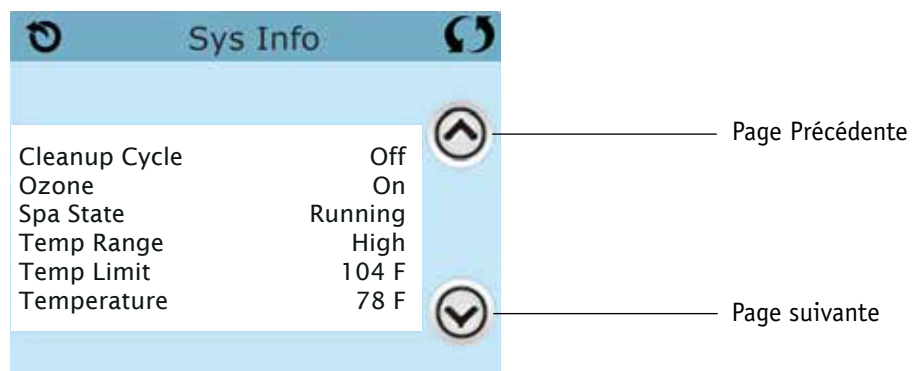 Sys Info
Page Précédente
Cleanup Cycle Off
Ozone On
Spa State Running
Temp Range High
Temp Limit 104 F
Temperature 78 F
Page suivante